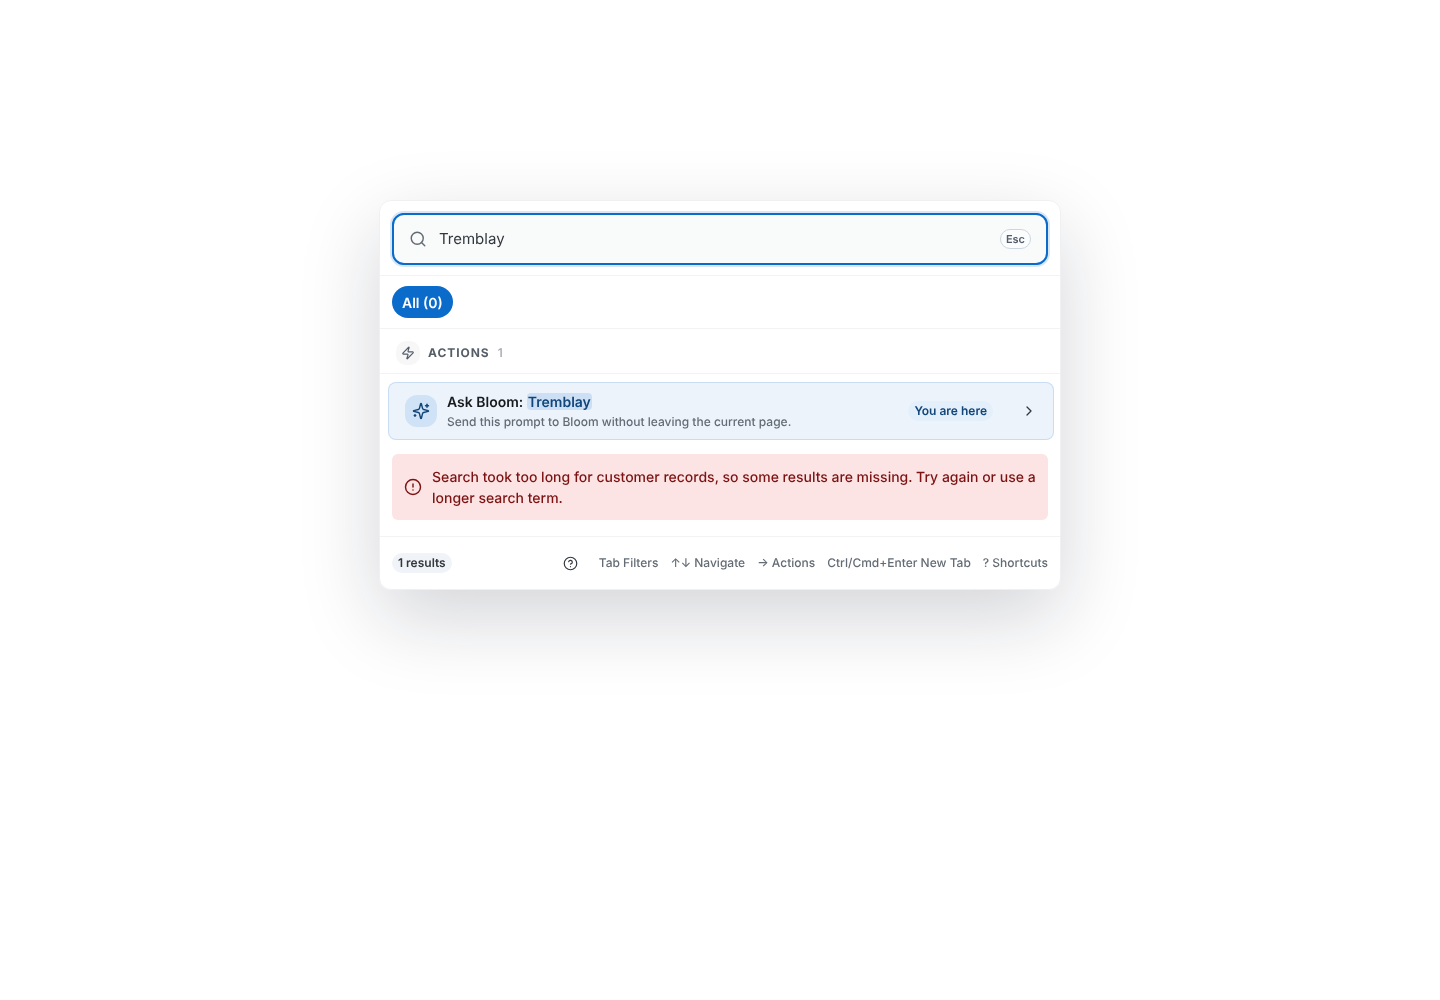 Tremblay
Esc
All (0)
ACTIONS 1
Ask Bloom: Tremblay
Send this prompt to Bloom without leaving the current page.
You are here
Search took too long for customer records, so some results are missing. Try again or use a
longer search term.
1 results
Tab Filters ↑↓ Navigate → Actions Ctrl/Cmd+Enter New Tab ? Shortcuts